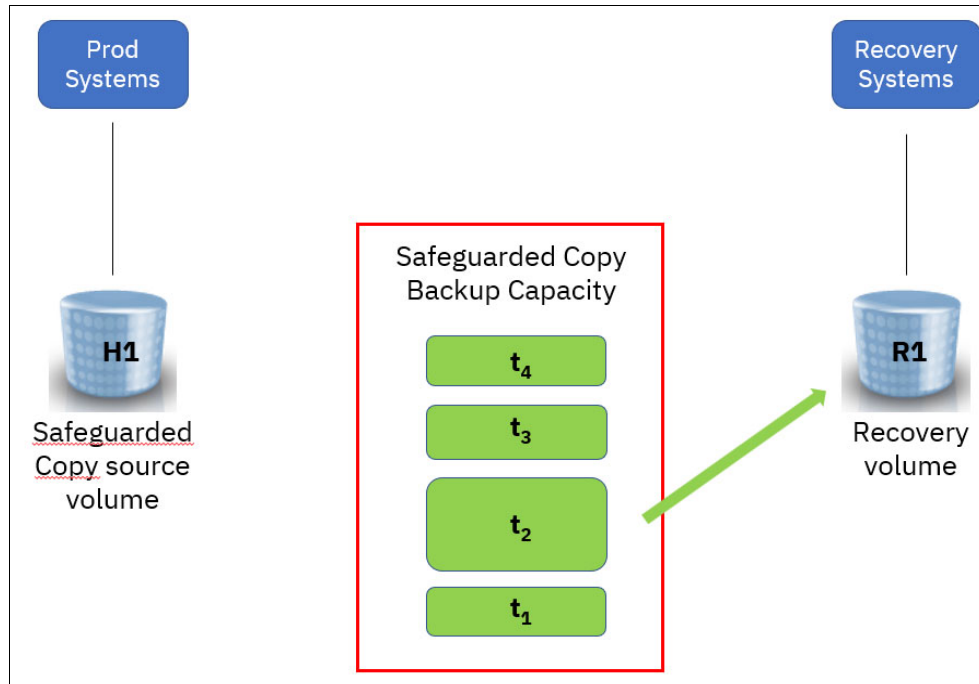 Prod
Systems
Recovery
Systems
Safeguarded Copy
Backup Capacity
t4
t3
t2
t1
H1
Safeguarded
Copy source
volume
R1
Recovery
volume